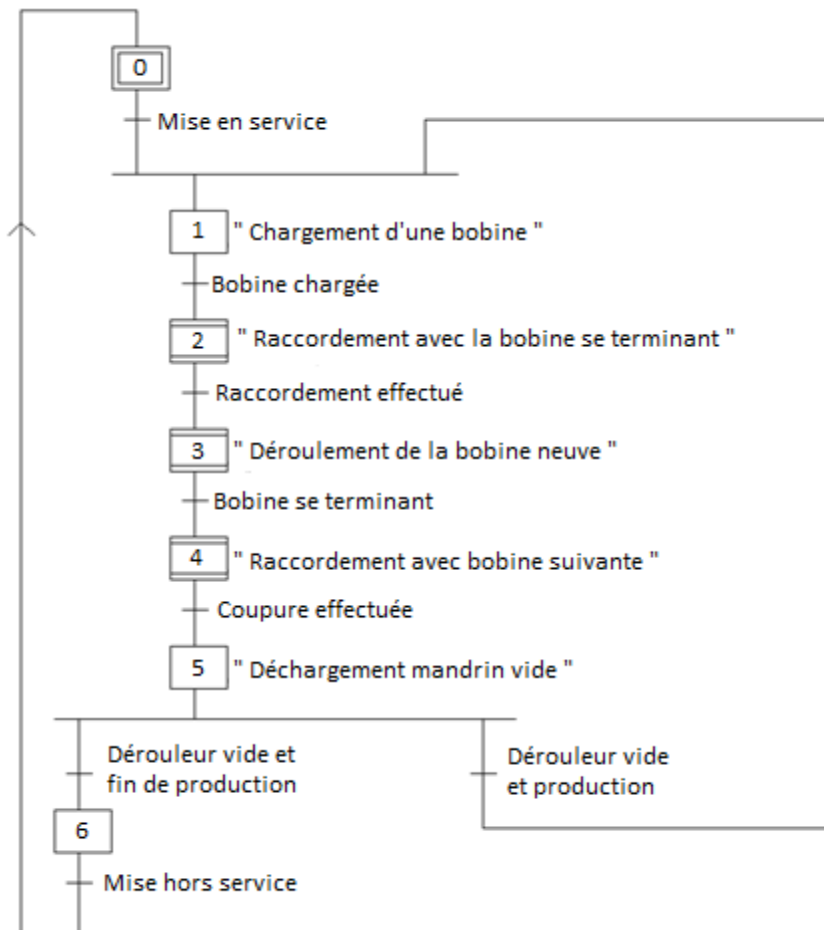 0
Mise en service
1 " Chargement d'une bobine "
Bobine chargée
2 " Raccordement avec la bobine se terminant "
Raccordement effectué
3 " Déroulement de la bobine neuve "
Bobine se terminant
4 " Raccordement avec bobine suivante "
Coupure effectuée
5 " Déchargement mandrin vide "
Dérouleur vide et
fin de production
Dérouleur vide
et production
6
Mise hors service